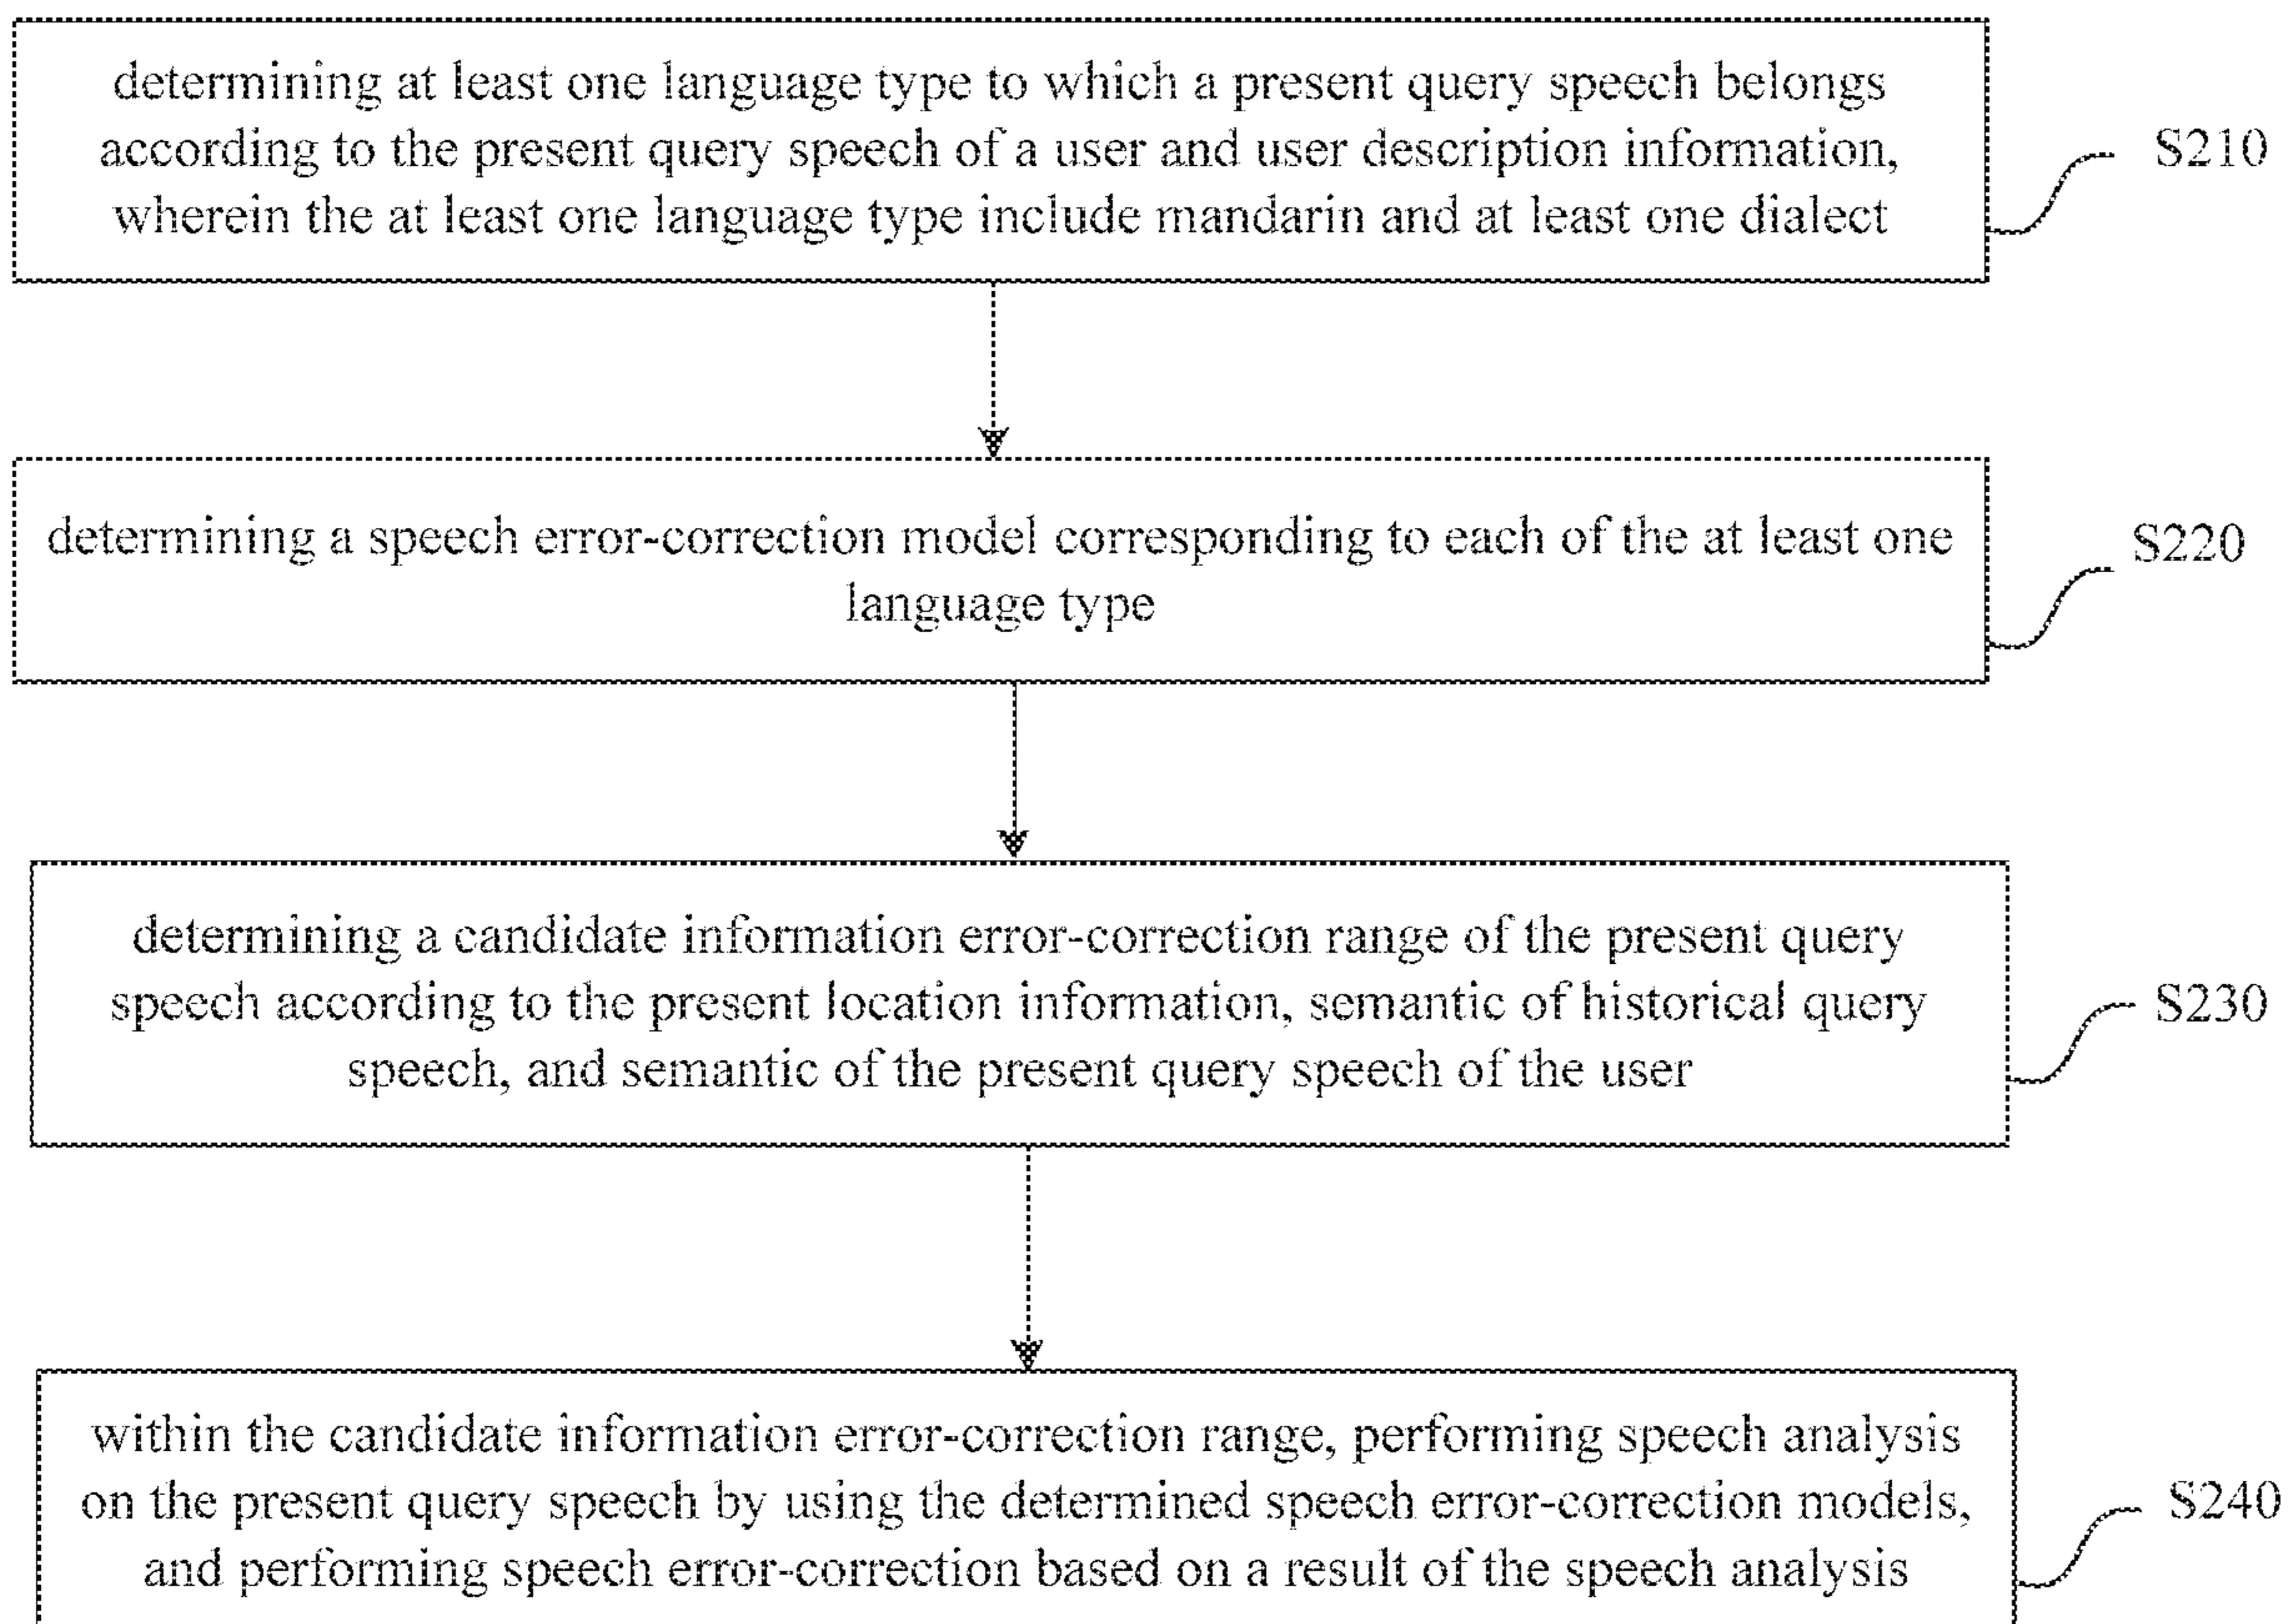 determining at least one language type to which a present query speech belongs
according to the present query speech of a user and user description information,
wherein the at least one language type include mandarin and at least one dialect
S210
determining a speech error-correction model corresponding to each of the at least one
language type
S220
determining a candidate information error-correction range of the present query
speech according to the present location information, semantic of historical query
speech, and semantic of the present query speech of the user
S230
within the candidate information error-correction range, performing speech analysis
on the present query speech by using the determined speech error-correction models,
and performing speech error-correction based on a result of the speech analysis
S240